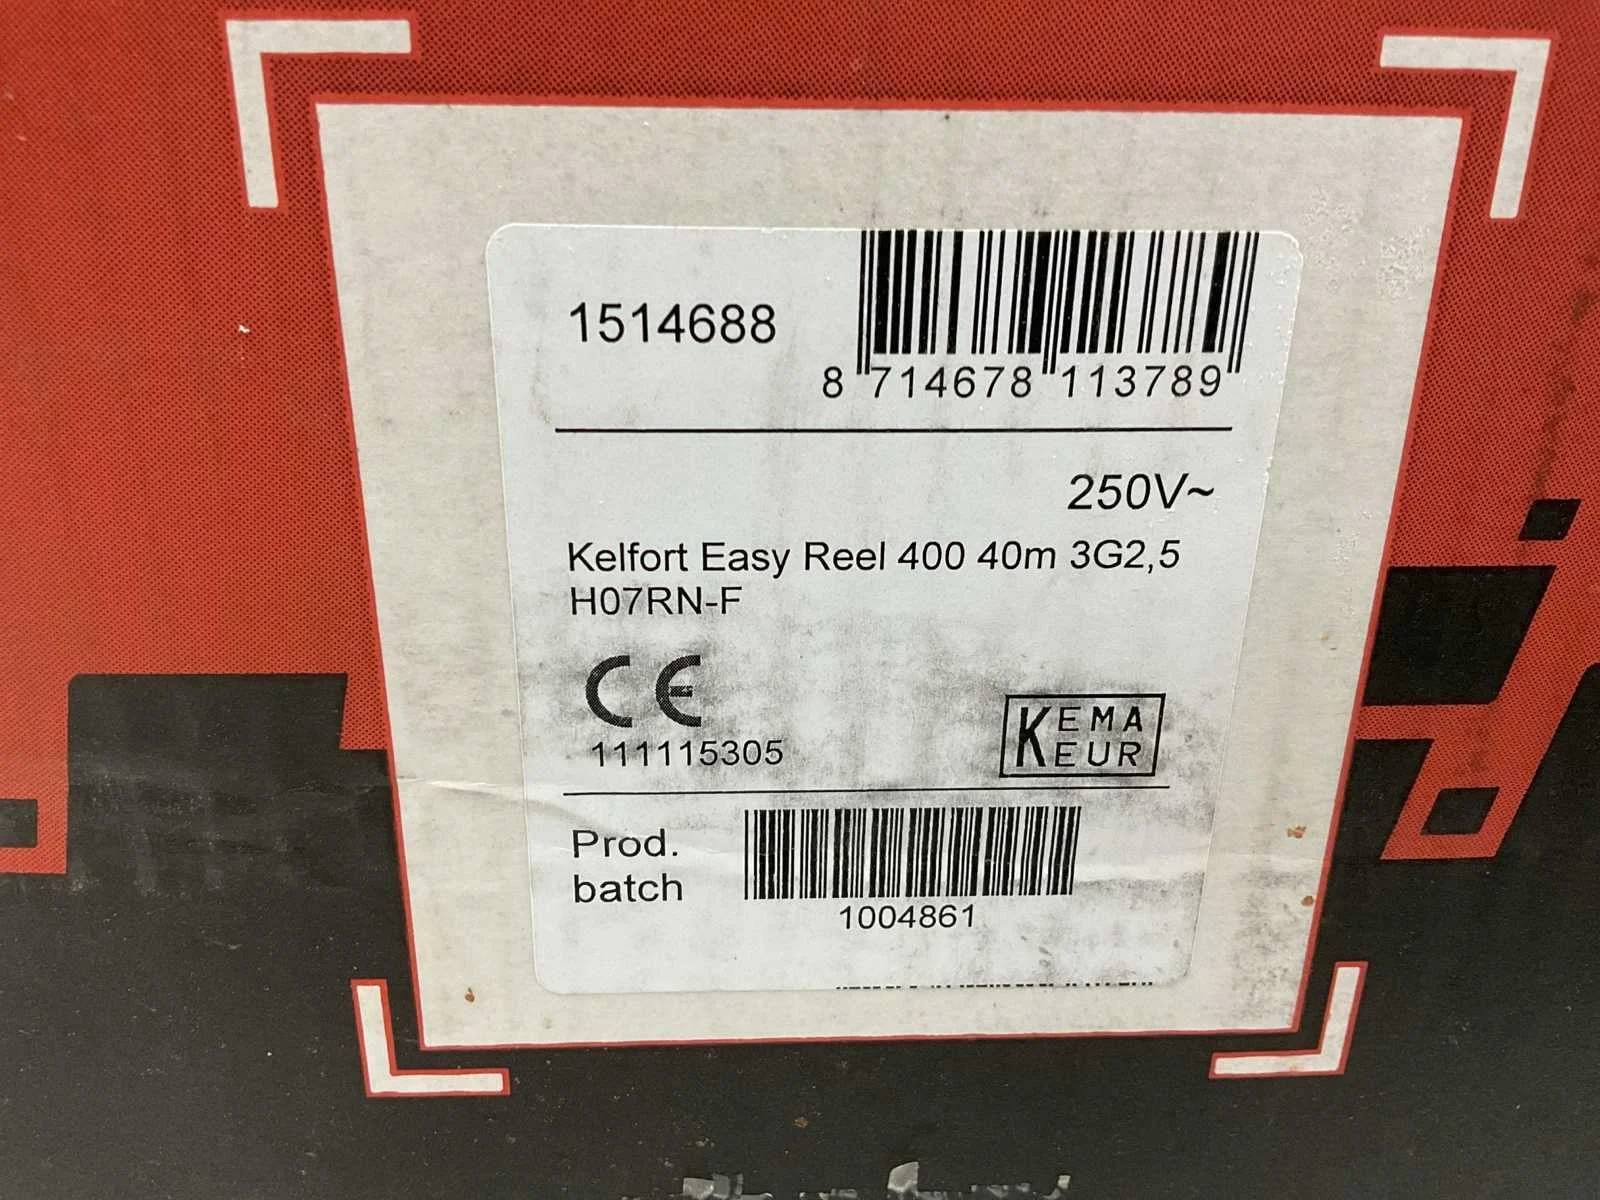 1514688
8 714678 113789
250V~
Kelfort Easy Reel 400 40m 3G2,5
H07RN-F
CE
111115305
KEMA
EUR
Prod.
batch
1004861